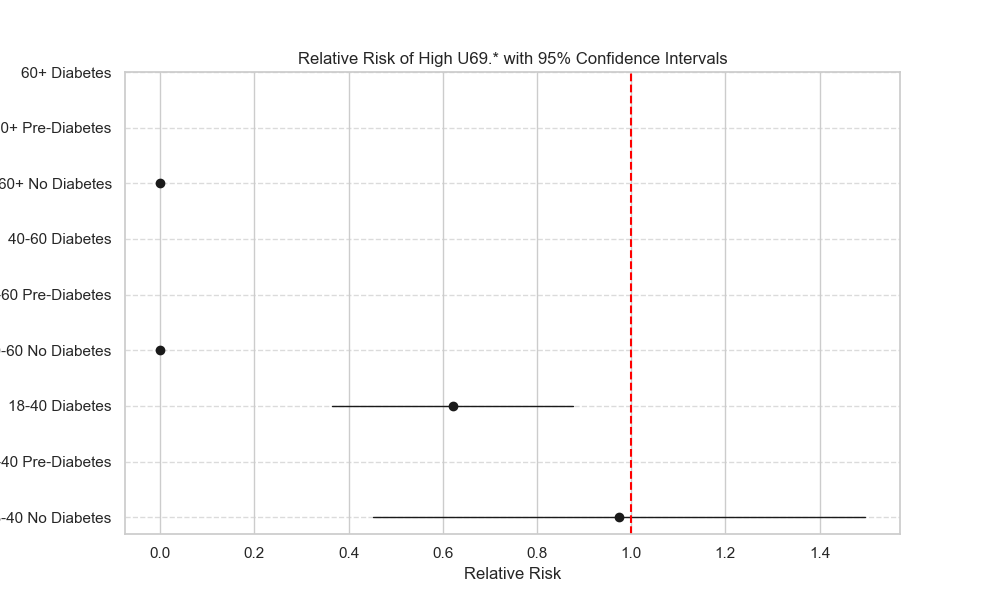 Relative Risk of High U69.* with 95% Confidence Intervals
60+ Diabetes
0+ Pre-Diabetes
60+ No Diabetes
40-60 Diabetes
-60 Pre-Diabetes
-60 No Diabetes
18-40 Diabetes
-40 Pre-Diabetes
-40 No Diabetes
0.0 0.2 0.4 0.6 0.8 1.0 1.2 1.4
Relative Risk